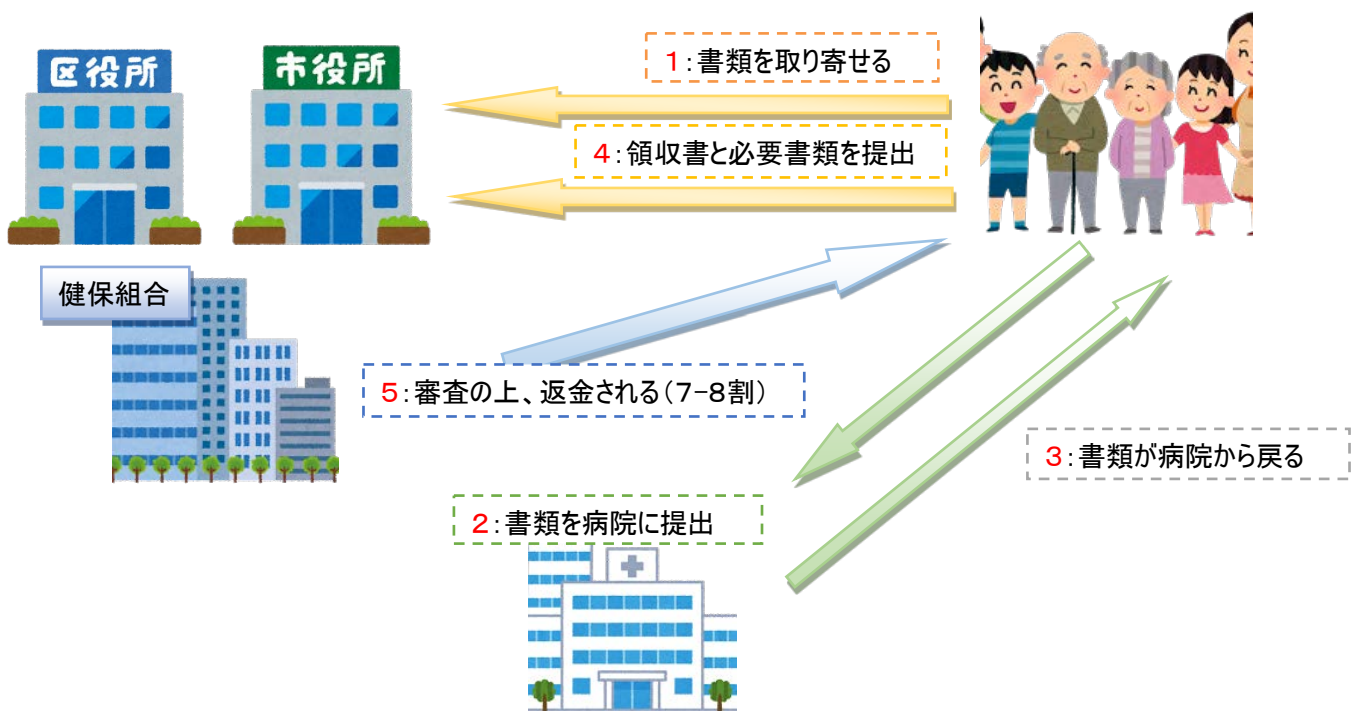 区役所
市役所
1：書類を取り寄せる
4：領収書と必要書類を提出
健保組合
5：審査の上、返金される（7-8割）
3：書類が病院から戻る
2：書類を病院に提出